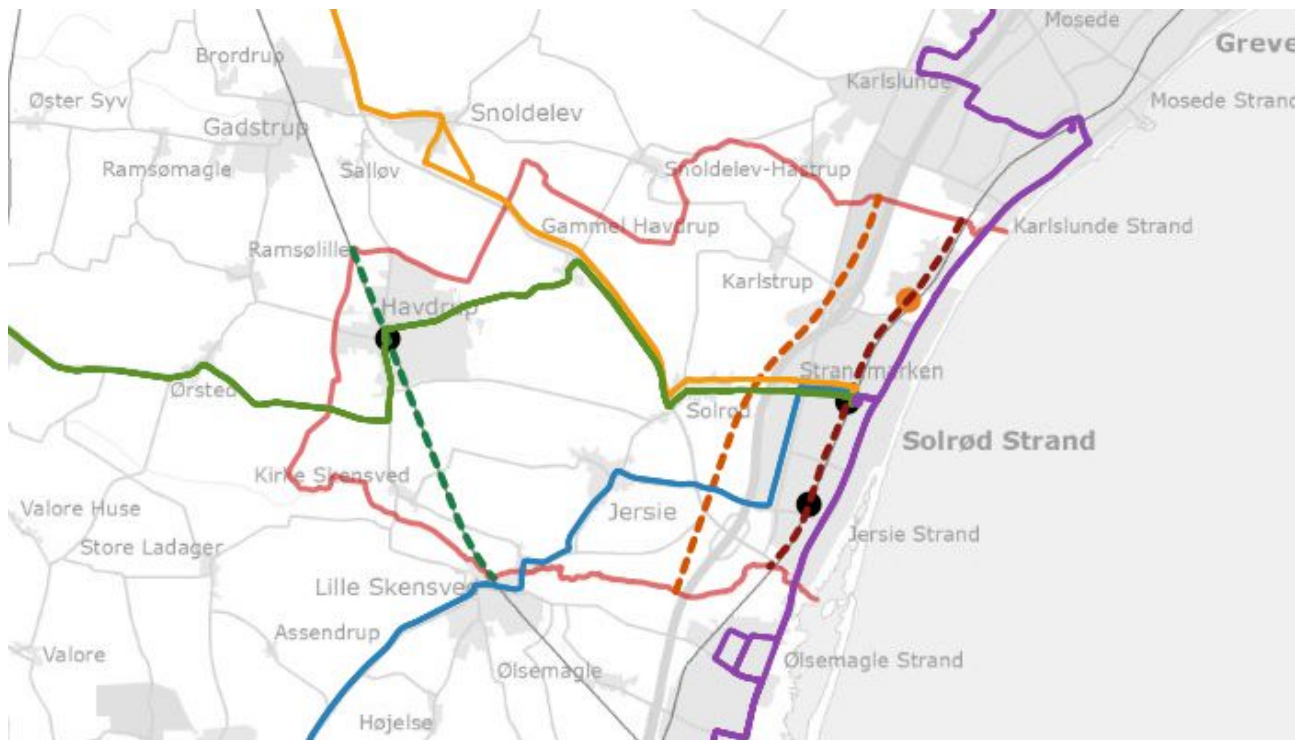 Mosede
Greve
Brordrup
Karlslunde
Øster Syv
Snoldelev
Mosede Strand
Gadstrup
Ramsømagle
Salløv
Snoldelev-Hastrup
Gammel Havdrup
Karlslunde Strand
Ramsølille
Karlstrup
Havdrup
Ørsted
Strandmarken
Solrød
Solrød Strand
Kirke Skensved
Valore Huse
Jersie
Store Ladager
Jersie Strand
Lille Skensved
Assendrup
Valore
Ølsemagle
Ølsemagle Strand
Højelse